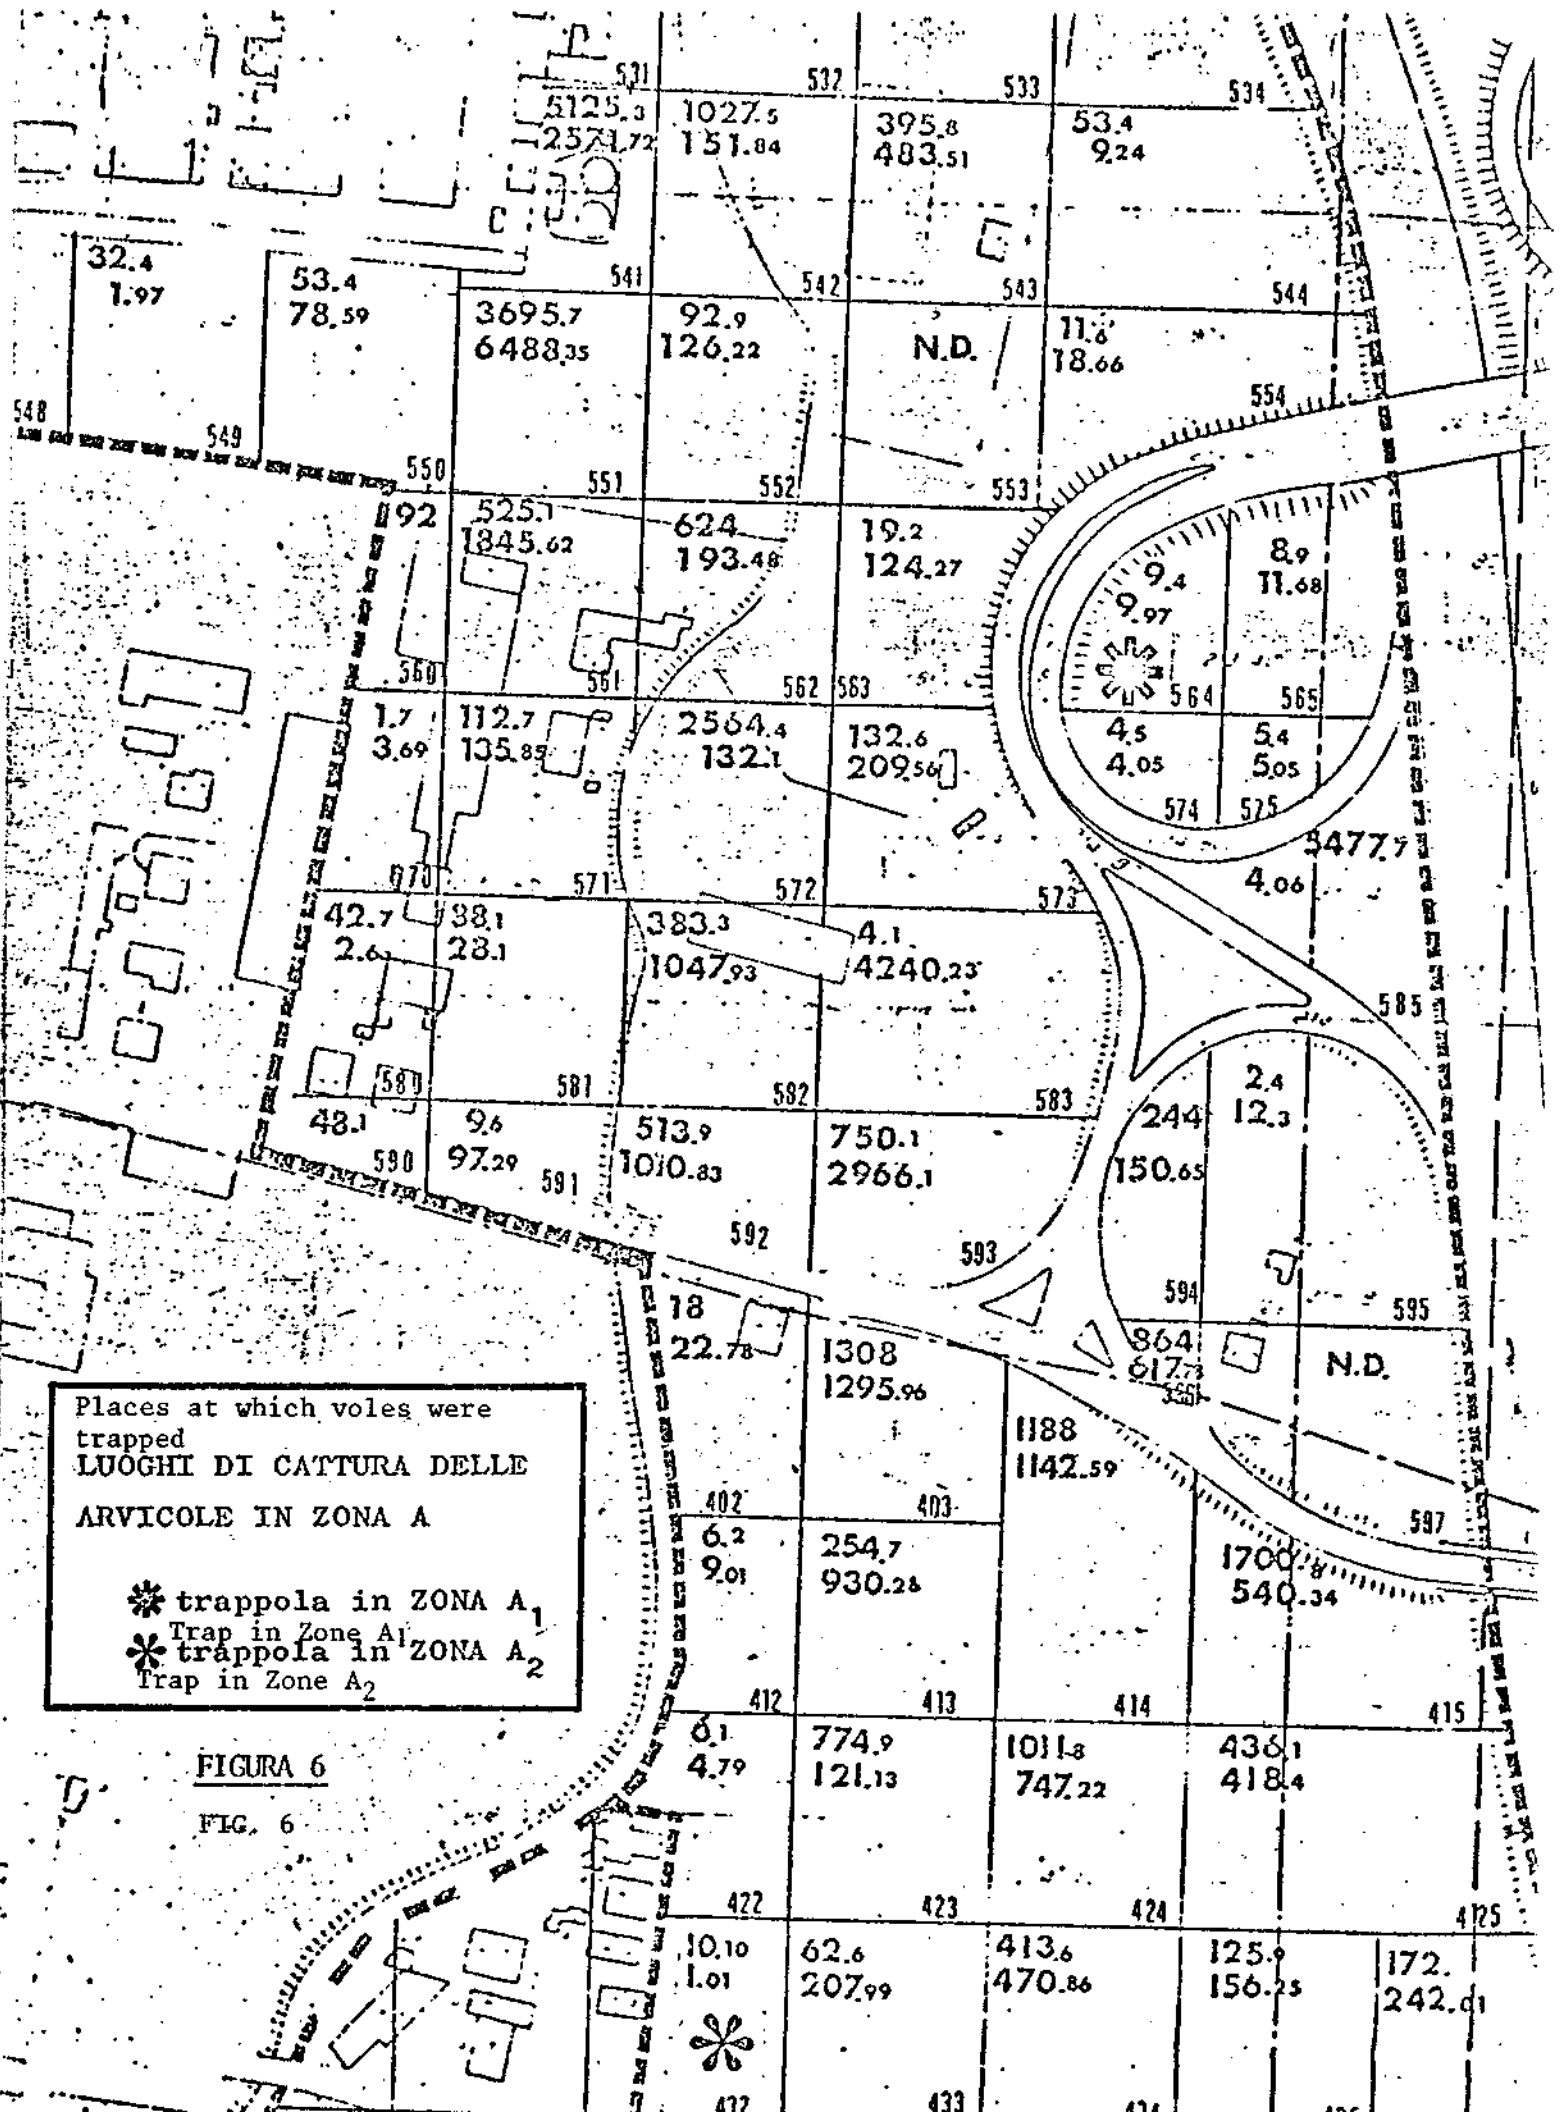 531 532 533 534
5125.3 1027.5 395.8 53.4
2571.72 151.84 483.51 9.24
32.4 53.4
1.97 78.59
541 542 543 544
3695.7 92.9 N.D. 11.6
6488.35 126.22 18.66
554
548 549 550 551 552 553
92 525.1 624 19.2 9.4 8.9
1845.62 193.48 124.27 9.97 11.68
560 561 562 563 564 565
1.7 112.7 2564.4 132.6 4.5 5.4
3.69 135.85 132.1 209.56 4.05 5.05
574 575
5477.7
4.06
570 571 572 573
42.7 38.1 383.3 4.1
2.6 28.1 1047.93 4240.23
585
580 581 582 583
48.1 9.6 513.9 750.1 244 2.4
97.29 1010.83 2966.1 150.65 12.3
590 591 592 593 594 595
18 1308 864 N.D.
22.78 1295.96 617.7
1188
1142.59
Places at which voles were
trapped
LUOGHI DI CATTURA DELLE
ARVICOLE IN ZONA A
trappola in ZONA A1
Trap in Zone A1
trappola in ZONA A2
Trap in Zone A2
402 403 597
6.2 254.7 1700.8
9.01 930.28 540.34
412 413 414 415
6.1 774.9 1011.8 436.1
4.79 121.13 747.22 418.4
FIGURA 6
FIG. 6
422 423 424 425
10.10 62.6 413.6 125.9 172.
1.01 207.99 470.86 156.25 242.01
433